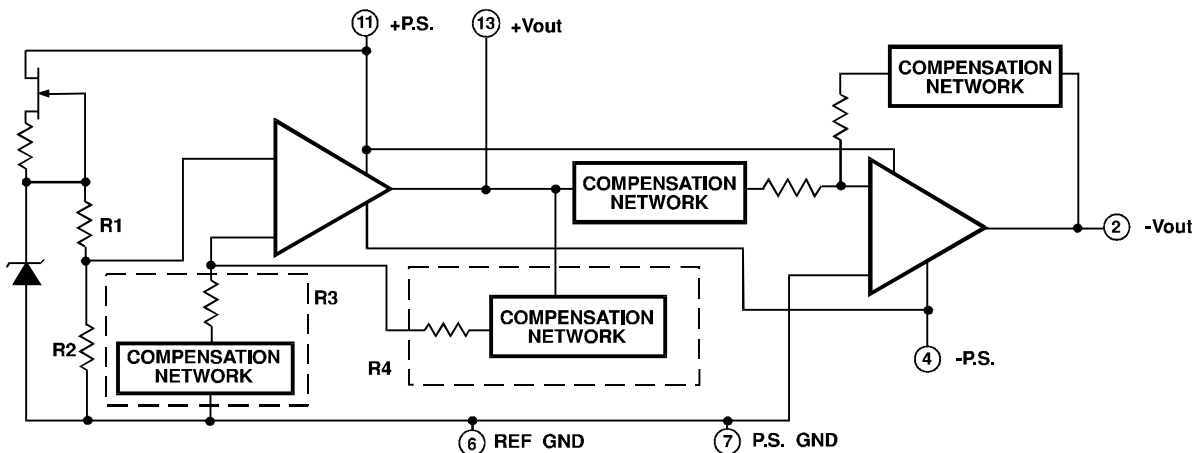 11 +P.S.
13 +Vout
COMPENSATION
NETWORK
COMPENSATION
NETWORK
R1
2 -Vout
R3
COMPENSATION
NETWORK
R2
COMPENSATION
NETWORK
R4
4 -P.S.
6 REF GND
7 P.S. GND